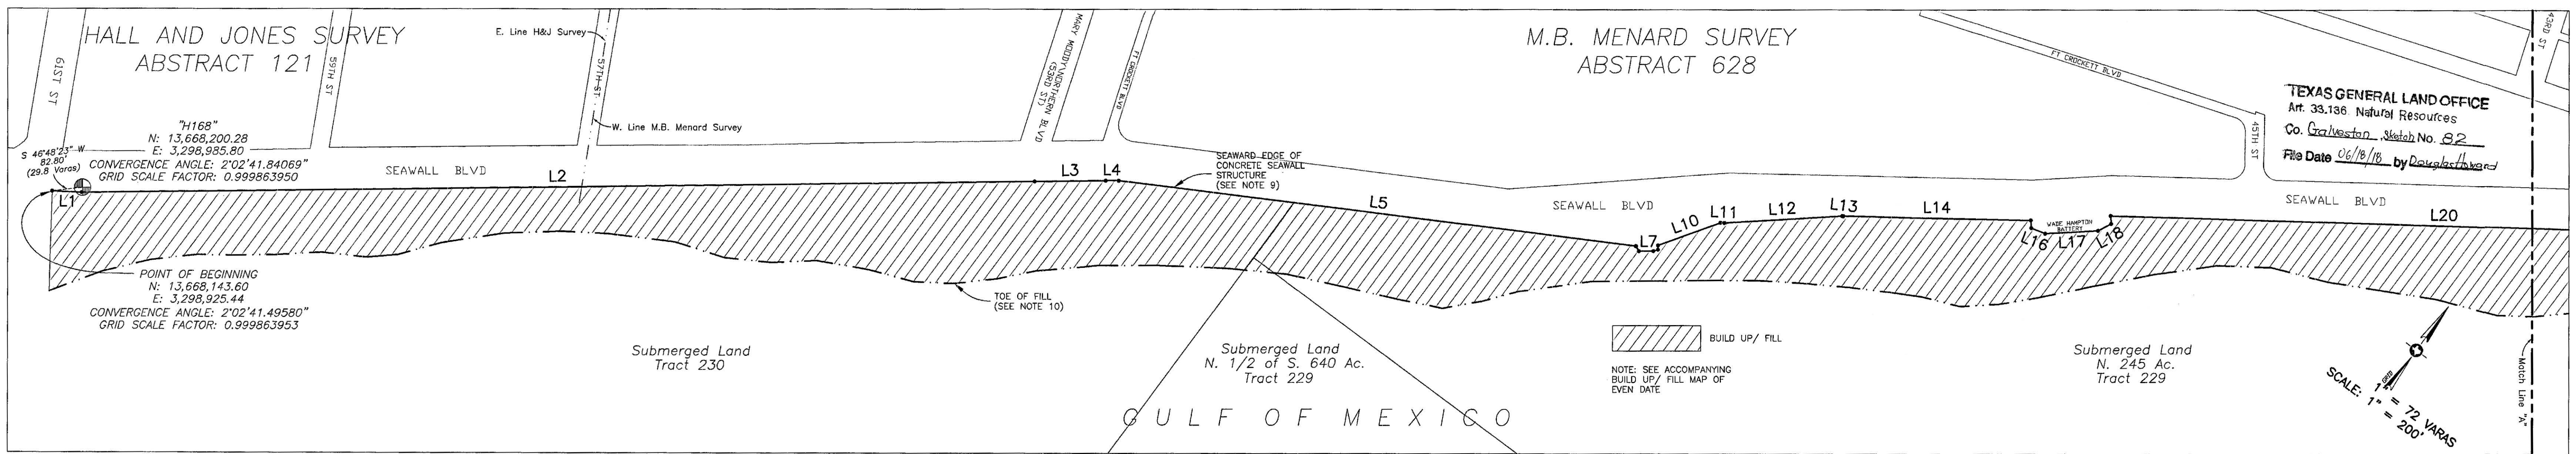 HALL AND JONES SURVEY
ABSTRACT 121
61ST ST
59TH ST
E. Line H&J Survey
57TH ST
W. Line M.B. Menard Survey
MARY MOODY NORTHERN BLVD
(53RD ST)
FT CROCKETT BLVD
M.B. MENARD SURVEY
ABSTRACT 628
FT CROCKETT BLVD
45TH ST
43RD ST
TEXAS GENERAL LAND OFFICE
Art. 33.136 Natural Resources
Co. Galveston, Sketch No. 82
File Date 06/18/18 by Douglas Howard
"H168"
N: 13,668,200.28
E: 3,298,985.80
CONVERGENCE ANGLE: 2°02'41.84069"
GRID SCALE FACTOR: 0.999863950
S 46°48'23" W
82.80'
(29.8 Varas)
SEAWALL BLVD
L1
L2
L3
L4
SEAWARD EDGE OF
CONCRETE SEAWALL
STRUCTURE
(SEE NOTE 9)
L5
SEAWALL BLVD
L7
L10
L11
L12
L13
L14
WADE HAMPTON
BATTERY
L16
L17
L18
SEAWALL BLVD
L20
POINT OF BEGINNING
N: 13,668,143.60
E: 3,298,925.44
CONVERGENCE ANGLE: 2°02'41.49580"
GRID SCALE FACTOR: 0.999863953
TOE OF FILL
(SEE NOTE 10)
Submerged Land
Tract 230
Submerged Land
N. 1/2 of S. 640 Ac.
Tract 229
BUILD UP/ FILL
NOTE: SEE ACCOMPANYING
BUILD UP/ FILL MAP OF
EVEN DATE
Submerged Land
N. 245 Ac.
Tract 229
GULF OF MEXICO
GRID
SCALE: 1" = 72 VARAS
1" = 200'
Match Line "A"